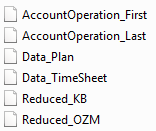 AccountOperation_First
AccountOperation_Last
Data_Plan
Data_TimeSheet
Reduced_KB
Reduced_OZM